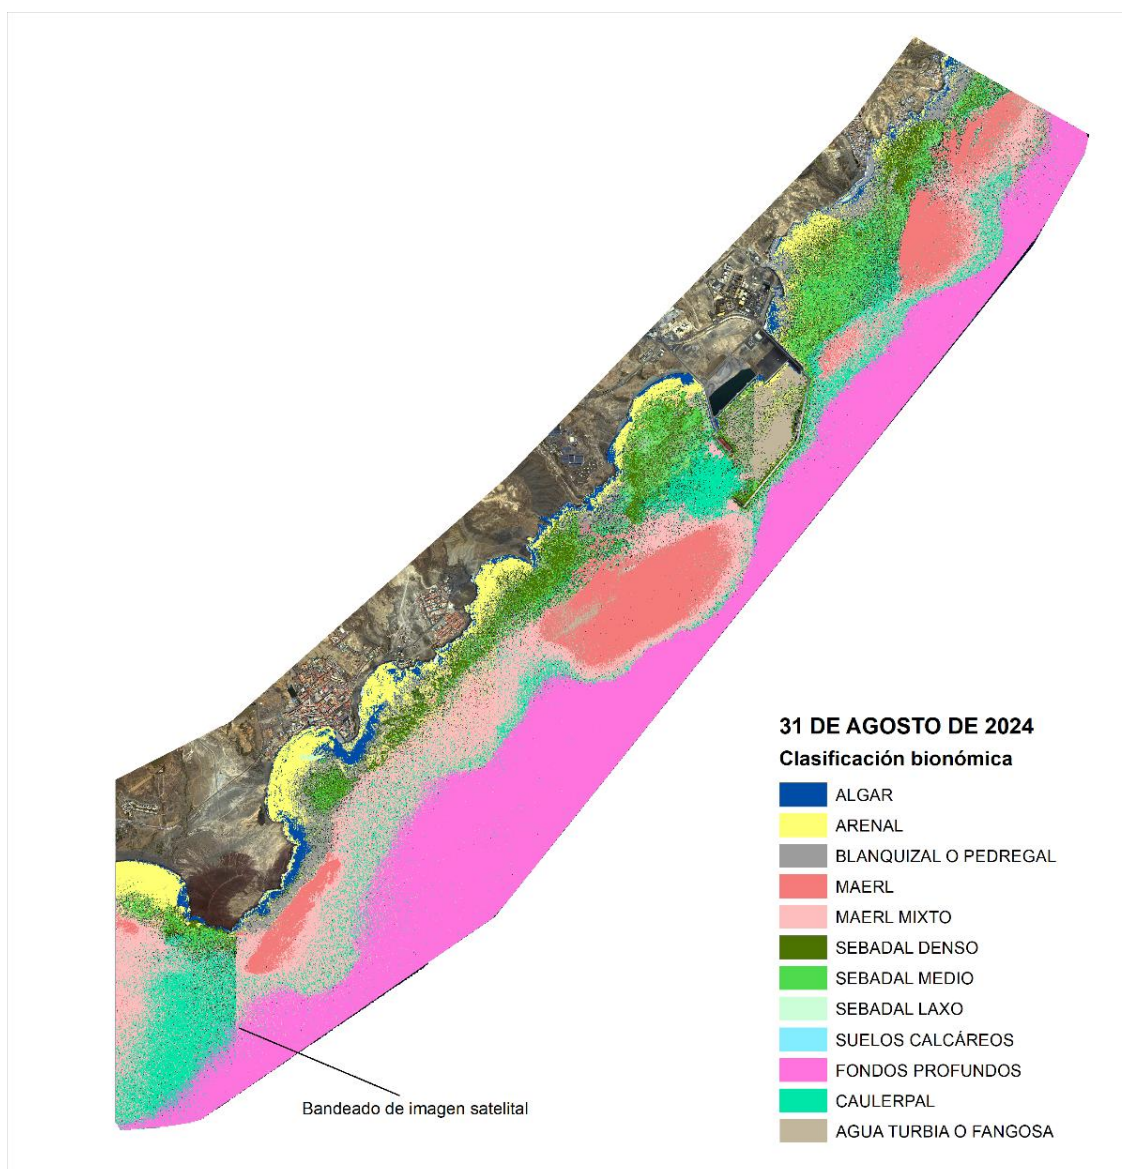 31 DE AGOSTO DE 2024
Clasificación bionómica
ALGAR
ARENAL
BLANQUIZAL O PEDREGAL
MAERL
MAERL MIXTO
SEBADAL DENSO
SEBADAL MEDIO
SEBADAL LAXO
SUELOS CALCÁREOS
FONDOS PROFUNDOS
CAULERPAL
AGUA TURBIA O FANGOSA
Bandeado de imagen satelital